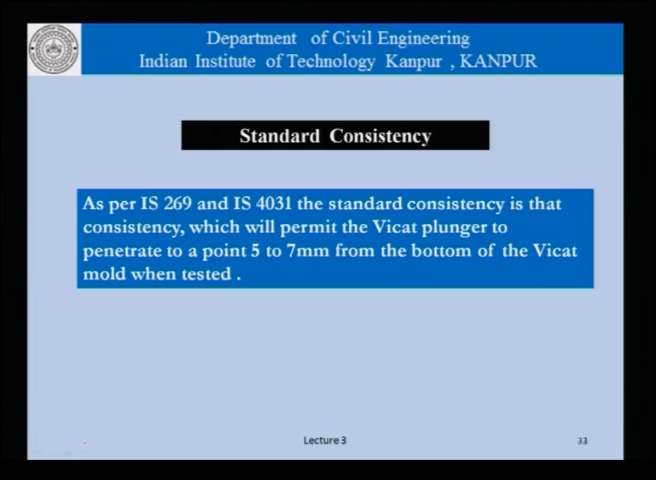 Department of Civil Engineering
Indian Institute of Technology Kanpur , KANPUR
Standard Consistency
As per IS 269 and IS 4031 the standard consistency is that
consistency, which will permit the Vicat plunger to
penetrate to a point 5 to 7mm from the bottom of the Vicat
mold when tested .
Lecture 3
33